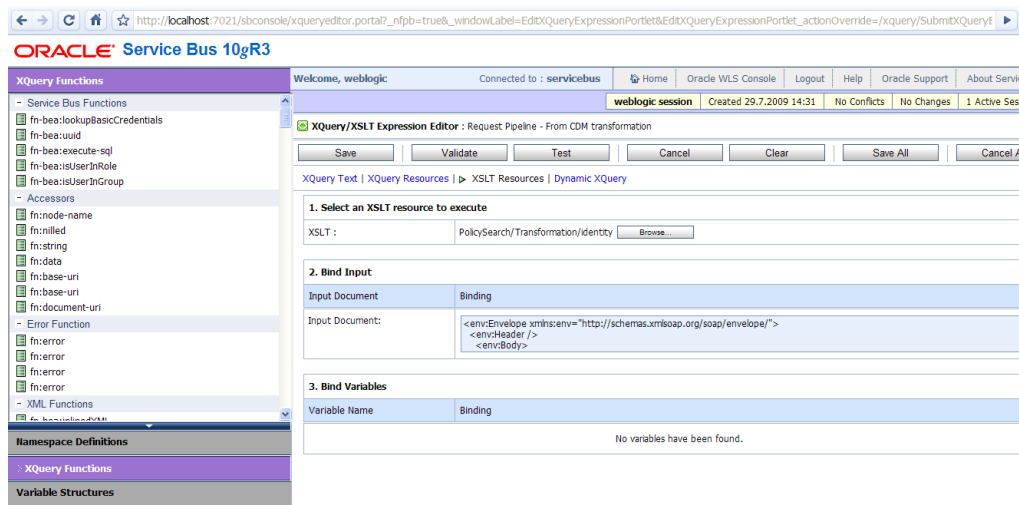 http://localhost:7021/sbconsole/xqueryeditor.portal?_nfpb=true&_windowLabel=EditXQueryExpressionPortlet&EditXQueryExpressionPortlet_actionOverride=/xquery/SubmitXQueryE
ORACLE Service Bus 10gR3
XQuery Functions
Welcome, weblogic Connected to : servicebus Home Oracle WLS Console Logout Help Oracle Support About Servi
weblogic session Created 29.7.2009 14:31 No Conflicts No Changes 1 Active Ses
- Service Bus Functions
fn-bea:lookupBasicCredentials
fn-bea:uuid
fn-bea:execute-sql
fn-bea:isUserInRole
fn-bea:isUserInGroup
- Accessors
fn:node-name
fn:nilled
fn:string
fn:data
fn:base-uri
fn:base-uri
fn:document-uri
- Error Function
fn:error
fn:error
fn:error
fn:error
- XML Functions
fn-bea:inlinedXML
Namespace Definitions
XQuery Functions
Variable Structures
XQuery/XSLT Expression Editor : Request Pipeline - From CDM transformation
Save Validate Test Cancel Clear Save All Cancel A
XQuery Text | XQuery Resources | XSLT Resources | Dynamic XQuery
1. Select an XSLT resource to execute
XSLT : PolicySearch/Transformation/identity Browse...
2. Bind Input
Input Document Binding
Input Document: <env:Envelope xmlns:env="http://schemas.xmlsoap.org/soap/envelope/">
<env:Header />
<env:Body>
3. Bind Variables
Variable Name Binding
No variables have been found.